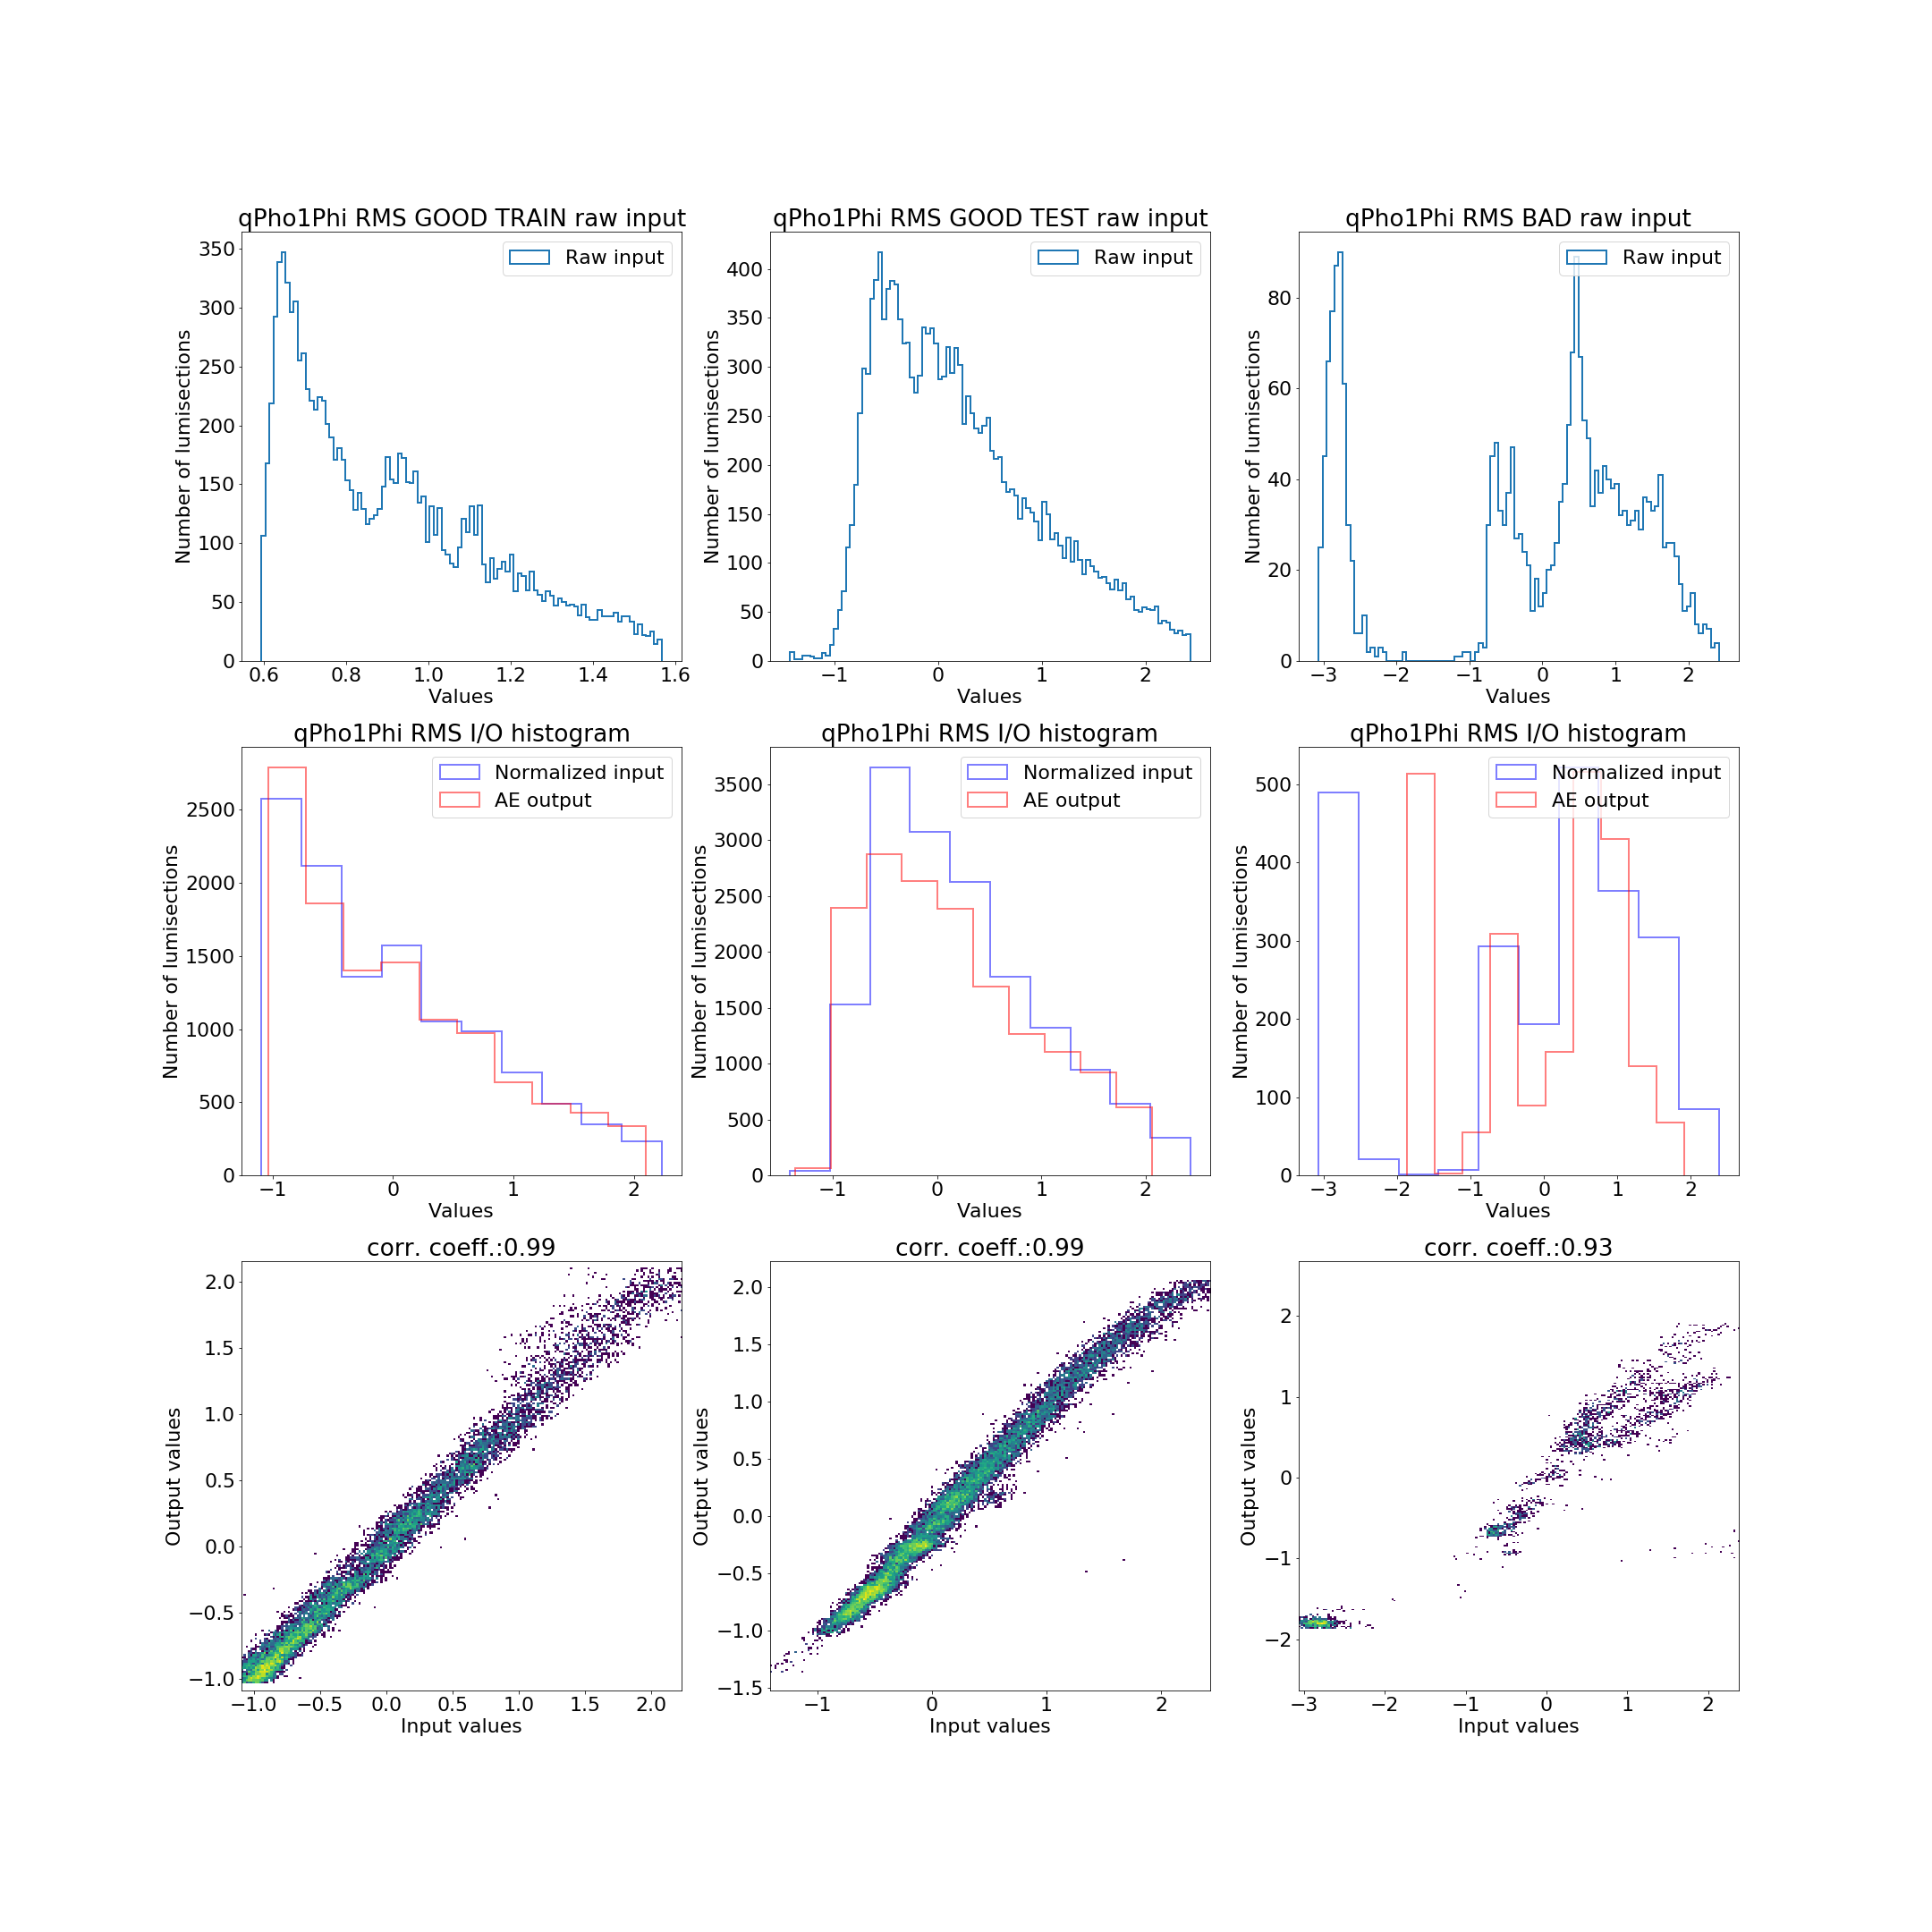 qPho1Phi RMS GOOD TRAIN raw input
Raw input
Number of lumisections
0
50
100
150
200
250
300
350
0.6 0.8 1.0 1.2 1.4 1.6
Values
qPho1Phi RMS GOOD TEST raw input
Raw input
Number of lumisections
0
50
100
150
200
250
300
350
400
−1 0 1 2
Values
qPho1Phi RMS BAD raw input
Raw input
Number of lumisections
0
20
40
60
80
−3 −2 −1 0 1 2
Values
qPho1Phi RMS I/O histogram
Normalized input
AE output
Number of lumisections
0
500
1000
1500
2000
2500
−1 0 1 2
Values
qPho1Phi RMS I/O histogram
Normalized input
AE output
Number of lumisections
0
500
1000
1500
2000
2500
3000
3500
−1 0 1 2
Values
qPho1Phi RMS I/O histogram
Normalized input
AE output
Number of lumisections
0
100
200
300
400
500
−3 −2 −1 0 1 2
Values
corr. coeff.:0.99
Output values
−1.0
−0.5
0.0
0.5
1.0
1.5
2.0
−1.0 −0.5 0.0 0.5 1.0 1.5 2.0
Input values
corr. coeff.:0.99
Output values
−1.5
−1.0
−0.5
0.0
0.5
1.0
1.5
2.0
−1 0 1 2
Input values
corr. coeff.:0.93
Output values
−2
−1
0
1
2
−3 −2 −1 0 1 2
Input values